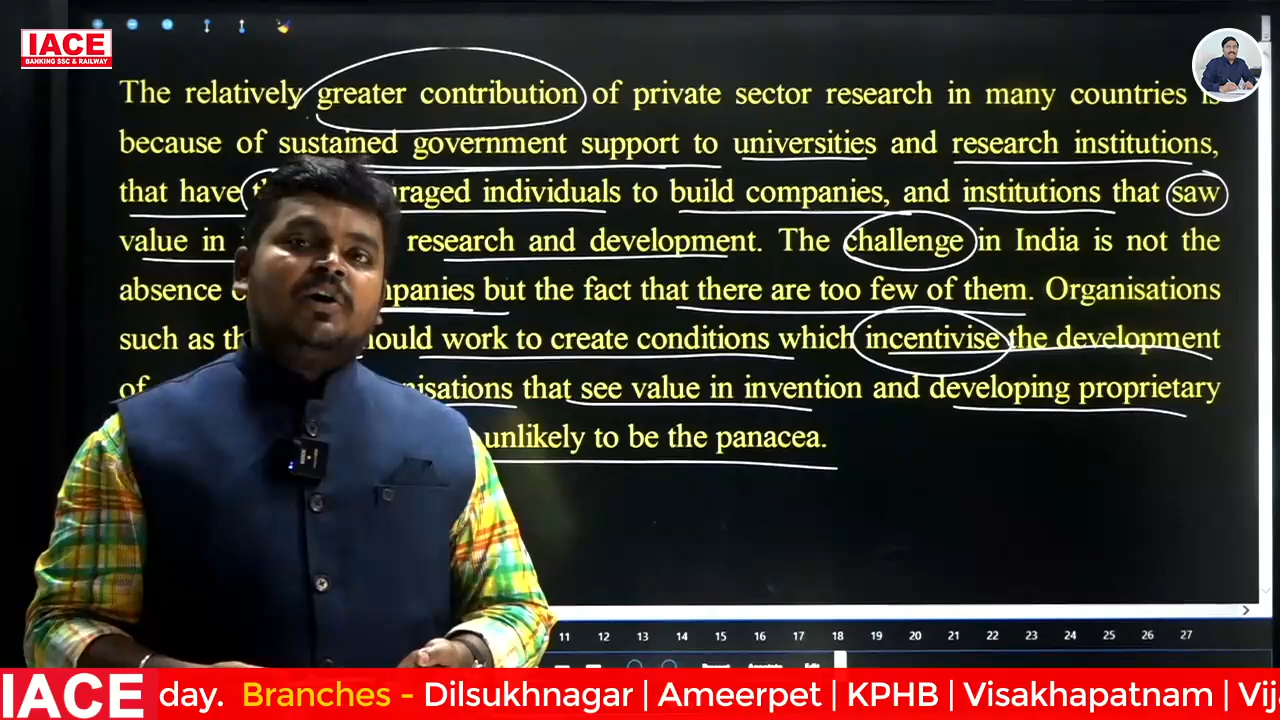 IACE
BANKING SSC & RAILWAY
The relatively greater contribution of private sector research in many countries is
because of sustained government support to universities and research institutions,
that have individuals to build companies, and institutions that saw
value in research and development. The challenge in India is not the
absence but the fact that there are too few of them. Organisations
such as work to create conditions which incentivise the development
of that see value in invention and developing proprietary
unlikely to be the panacea.
11 12 13 14 15 16 17 18 19 20 21 22 23 24 25 26 27
IACE day. Branches - Dilsukhnagar | Ameerpet | KPHB | Visakhapatnam |